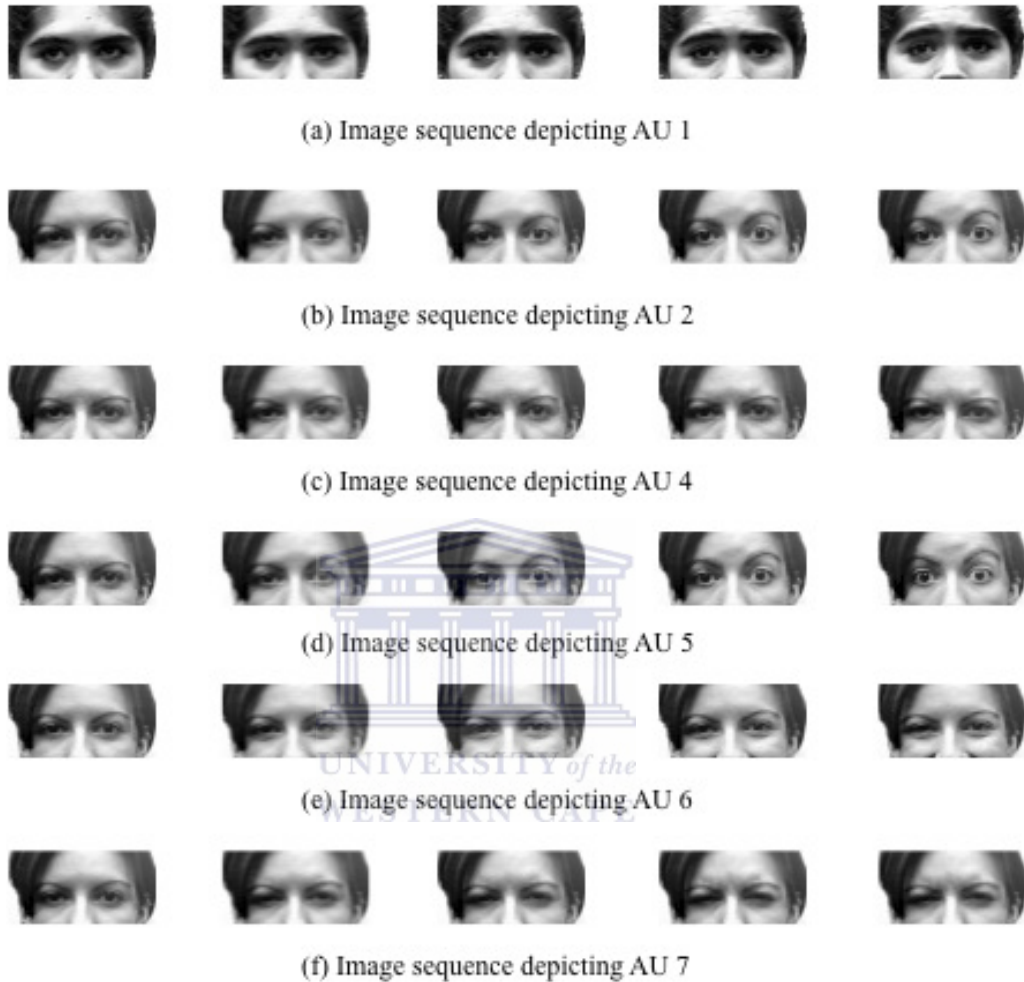 (a) Image sequence depicting AU 1
(b) Image sequence depicting AU 2
(c) Image sequence depicting AU 4
(d) Image sequence depicting AU 5
UNIVERSITY of the
(e) Image sequence depicting AU 6
WESTERN CAPE
(f) Image sequence depicting AU 7